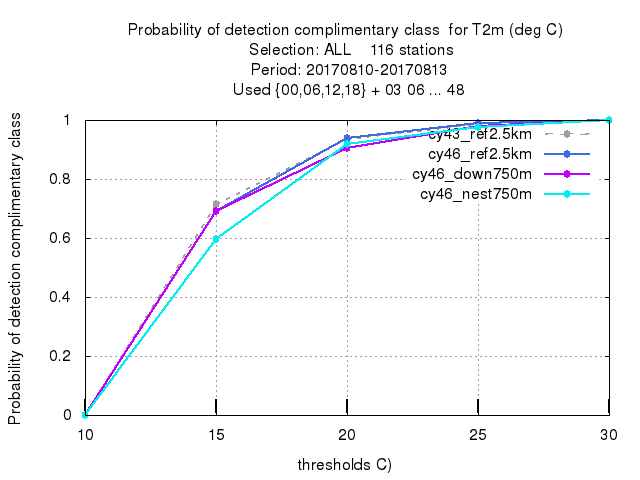 Probability of detection complimentary class  for T2m (deg C)
Selection: ALL    116 stations
Period: 20170810-20170813
Used {00,06,12,18} + 03 06 ... 48
Probability of detection complimentary class
1
0.8
0.6
0.4
0.2
0
cy43_ref2.5km
cy46_ref2.5km
cy46_down750m
cy46_nest750m
10 15 20 25 30
thresholds C)